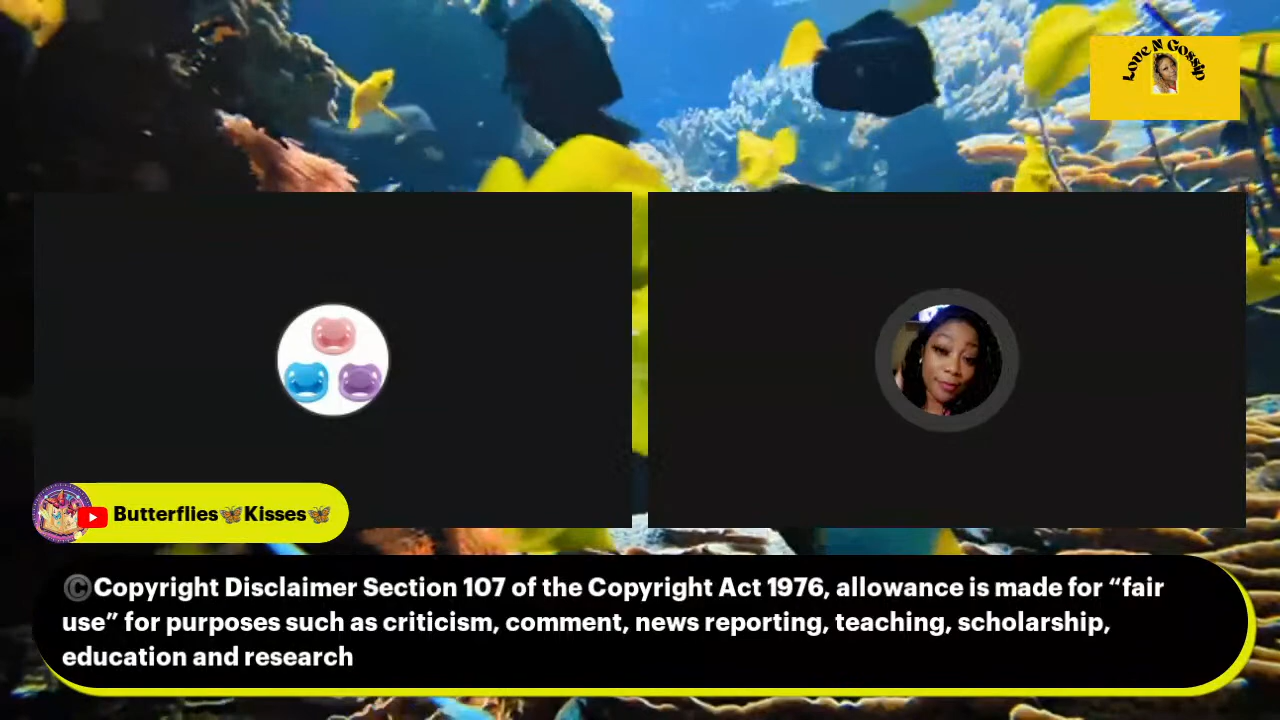 Love N Gossip
Butterflies🦋Kisses🦋
©Copyright Disclaimer Section 107 of the Copyright Act 1976, allowance is made for “fair
use” for purposes such as criticism, comment, news reporting, teaching, scholarship,
education and research